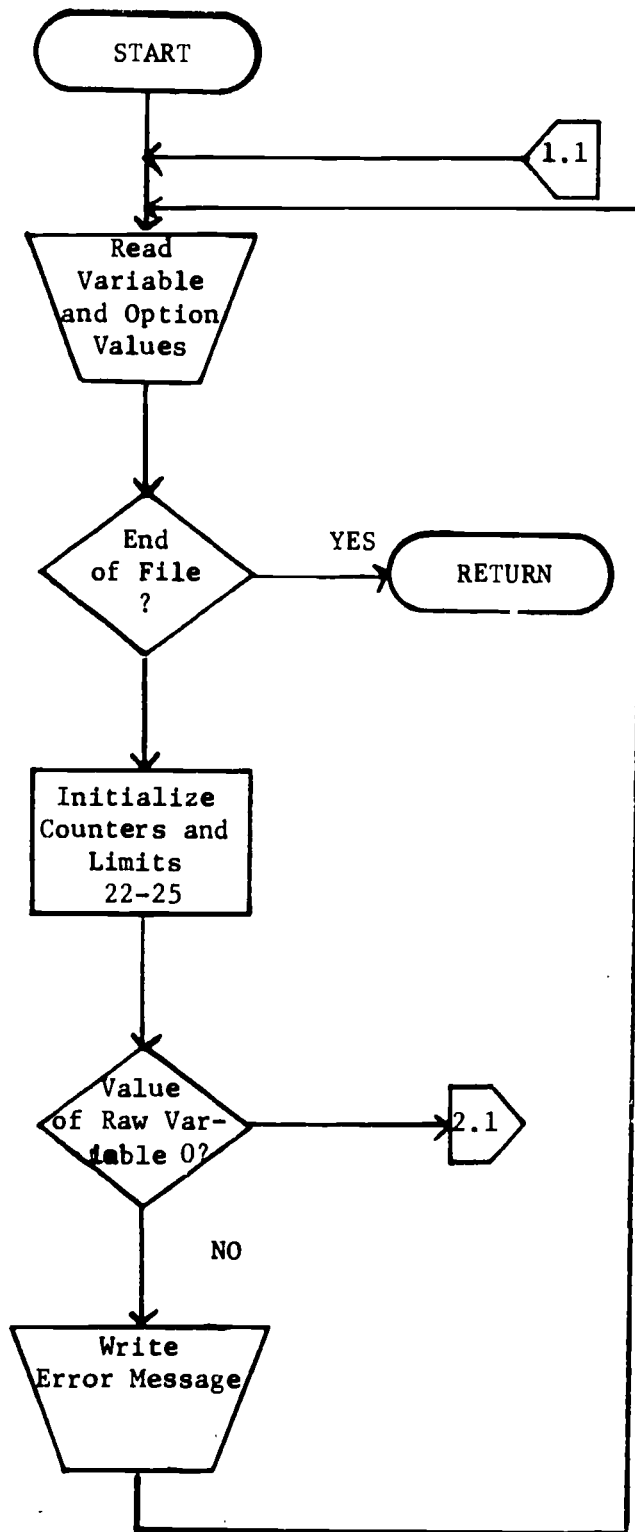 START
1.1
Read
Variable
and Option
Values
End
of File
?
YES
RETURN
Initialize
Counters and
Limits
22-25
Value
of Raw Var-
iable 0?
2.1
NO
Write
Error Message